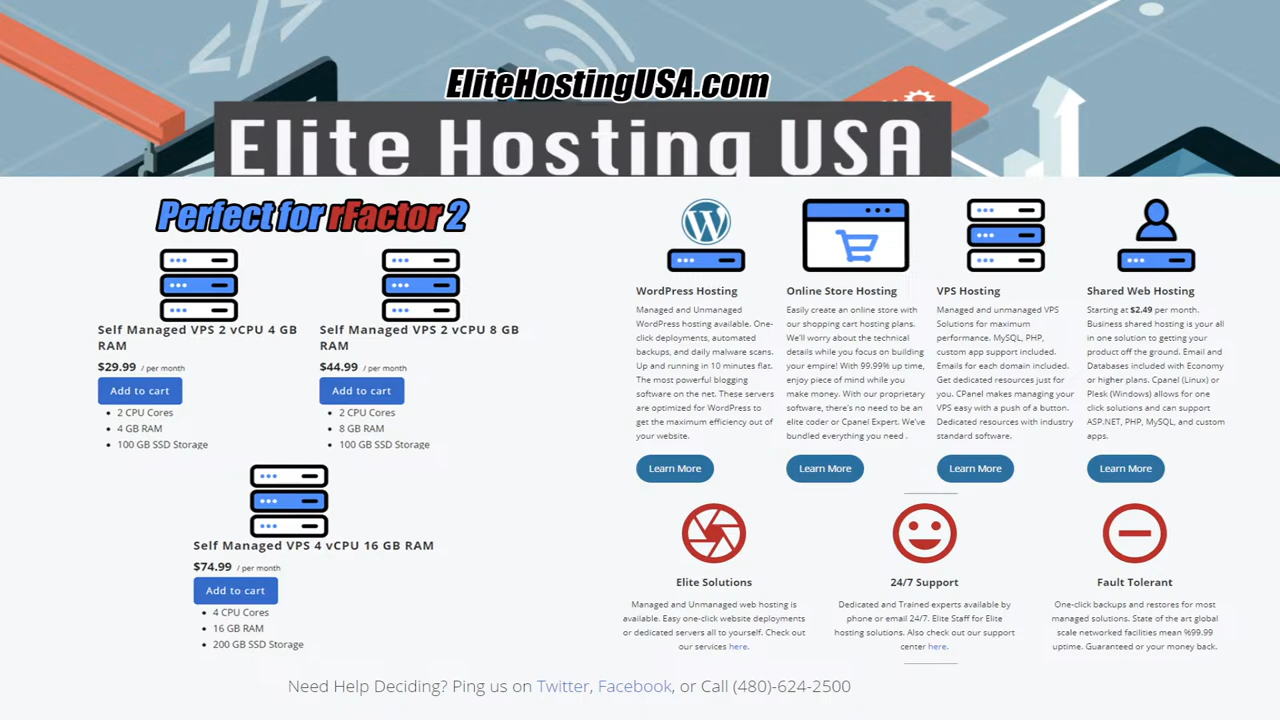 EliteHostingUSA.com
Elite Hosting USA
Perfect for rFactor 2
Self Managed VPS 2 vCPU 4 GB
RAM
$29.99 / per month
Add to cart
• 2 CPU Cores
• 4 GB RAM
• 100 GB SSD Storage
Self Managed VPS 2 vCPU 8 GB
RAM
$44.99 / per month
Add to cart
• 2 CPU Cores
• 8 GB RAM
• 100 GB SSD Storage
Self Managed VPS 4 vCPU 16 GB RAM
$74.99 / per month
Add to cart
• 4 CPU Cores
• 16 GB RAM
• 200 GB SSD Storage
WordPress Hosting
Managed and Unmanaged
WordPress hosting available. One-
click deployments, automated
backups, and daily malware scans.
Up and running in 10 minutes flat.
The most powerful blogging
software on the net. These servers
are optimized for WordPress to
get the maximum efficiency out of
your website.
Learn More
Online Store Hosting
Easily create an online store with
our shopping cart hosting plans.
We'll worry about the technical
details while you focus on building
your empire! With 99.99% up time,
enjoy piece of mind while you
make money. With our proprietary
software, there's no need to be an
elite coder or Cpanel Expert. We've
bundled everything you need .
Learn More
VPS Hosting
Managed and unmanaged VPS
Solutions for maximum
performance. MySQL, PHP,
custom app support included.
Emails for each domain included.
Get dedicated resources just for
you. CPanel makes managing your
VPS easy with a push of a button.
Dedicated resources with industry
standard software.
Learn More
Shared Web Hosting
Starting at $2.49 per month.
Business shared hosting is your all
in one solution to getting your
product off the ground. Email and
Databases included with Economy
or higher plans. Cpanel (Linux) or
Plesk (Windows) allows for one
click solutions and can support
ASP.NET, PHP, MySQL, and custom
apps.
Learn More
Elite Solutions
Managed and Unmanaged web hosting is
available. Easy one-click website deployments
or dedicated servers all to yourself. Check out
our services here.
24/7 Support
Dedicated and Trained experts available by
phone or email 24/7. Elite Staff for Elite
hosting solutions. Also check out our support
center here.
Fault Tolerant
One-click backups and restores for most
managed solutions. State of the art global
scale networked facilities mean %99.99
uptime. Guaranteed or your money back.
Need Help Deciding? Ping us on Twitter, Facebook, or Call (480)-624-2500